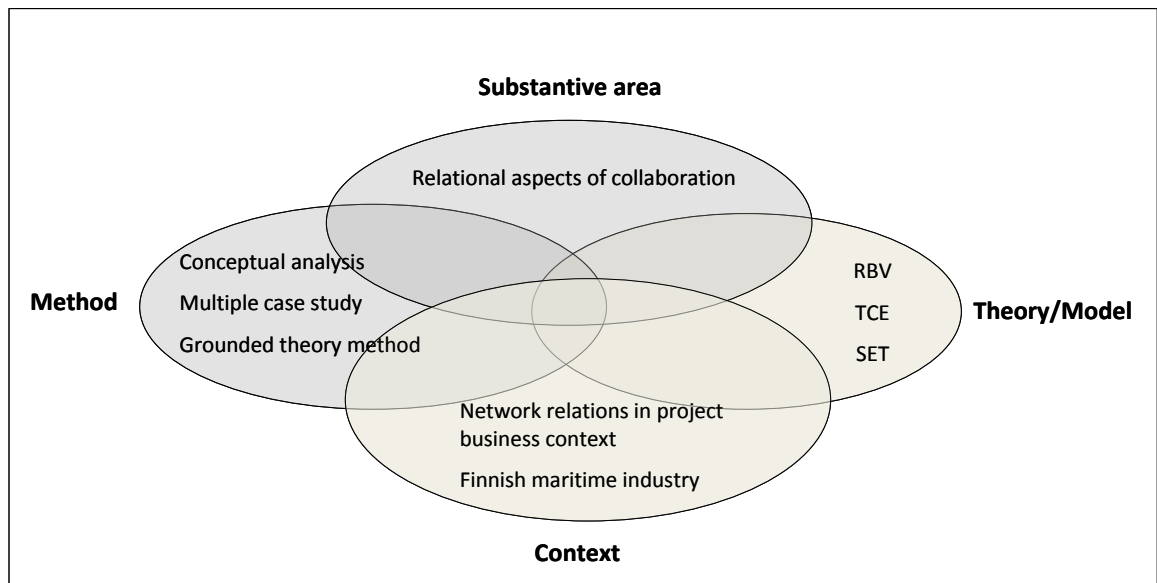 Substantive area
Relational aspects of collaboration
Method
Conceptual analysis
Multiple case study
Grounded theory method
RBV
TCE
SET
Theory/Model
Network relations in project
business context
Finnish maritime industry
Context